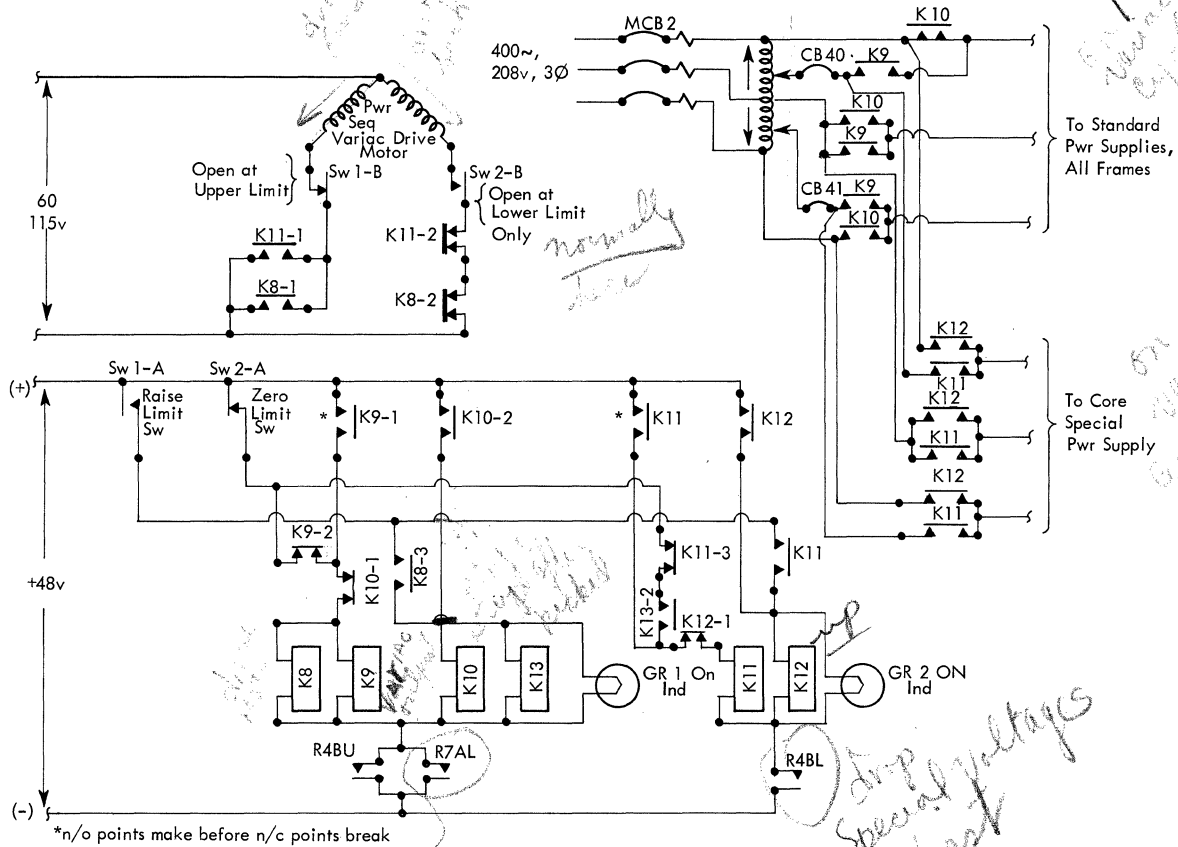 MCB 2
400~,
208v, 3Ø
K10
CB 40
K9
K10
K9
CB 41
K9
K10
To Standard
Pwr Supplies,
All Frames
Pwr
Seq
Variac Drive
Motor
Open at
Upper Limit
Sw 1-B
Sw 2-B
Open at
Lower Limit
Only
60
115v
K11-1
K8-1
K11-2
K8-2
normally
here
K12
K11
K12
K11
K12
K11
To Core
Special
Pwr Supply
(+)
Sw 1-A
Raise
Limit
Sw
Sw 2-A
Zero
Limit
Sw
* K9-1
K10-2
* K11
K12
+48v
K9-2
K10-1
K8-3
K11-3
K13-2
K12-1
K11
up
K8
K9
K10
K13
GR 1 On
Ind
K11
K12
GR 2 ON
Ind
R4BU
R7AL
R4BL
Drop
Special voltages
last
(-)
*n/o points make before n/c points break